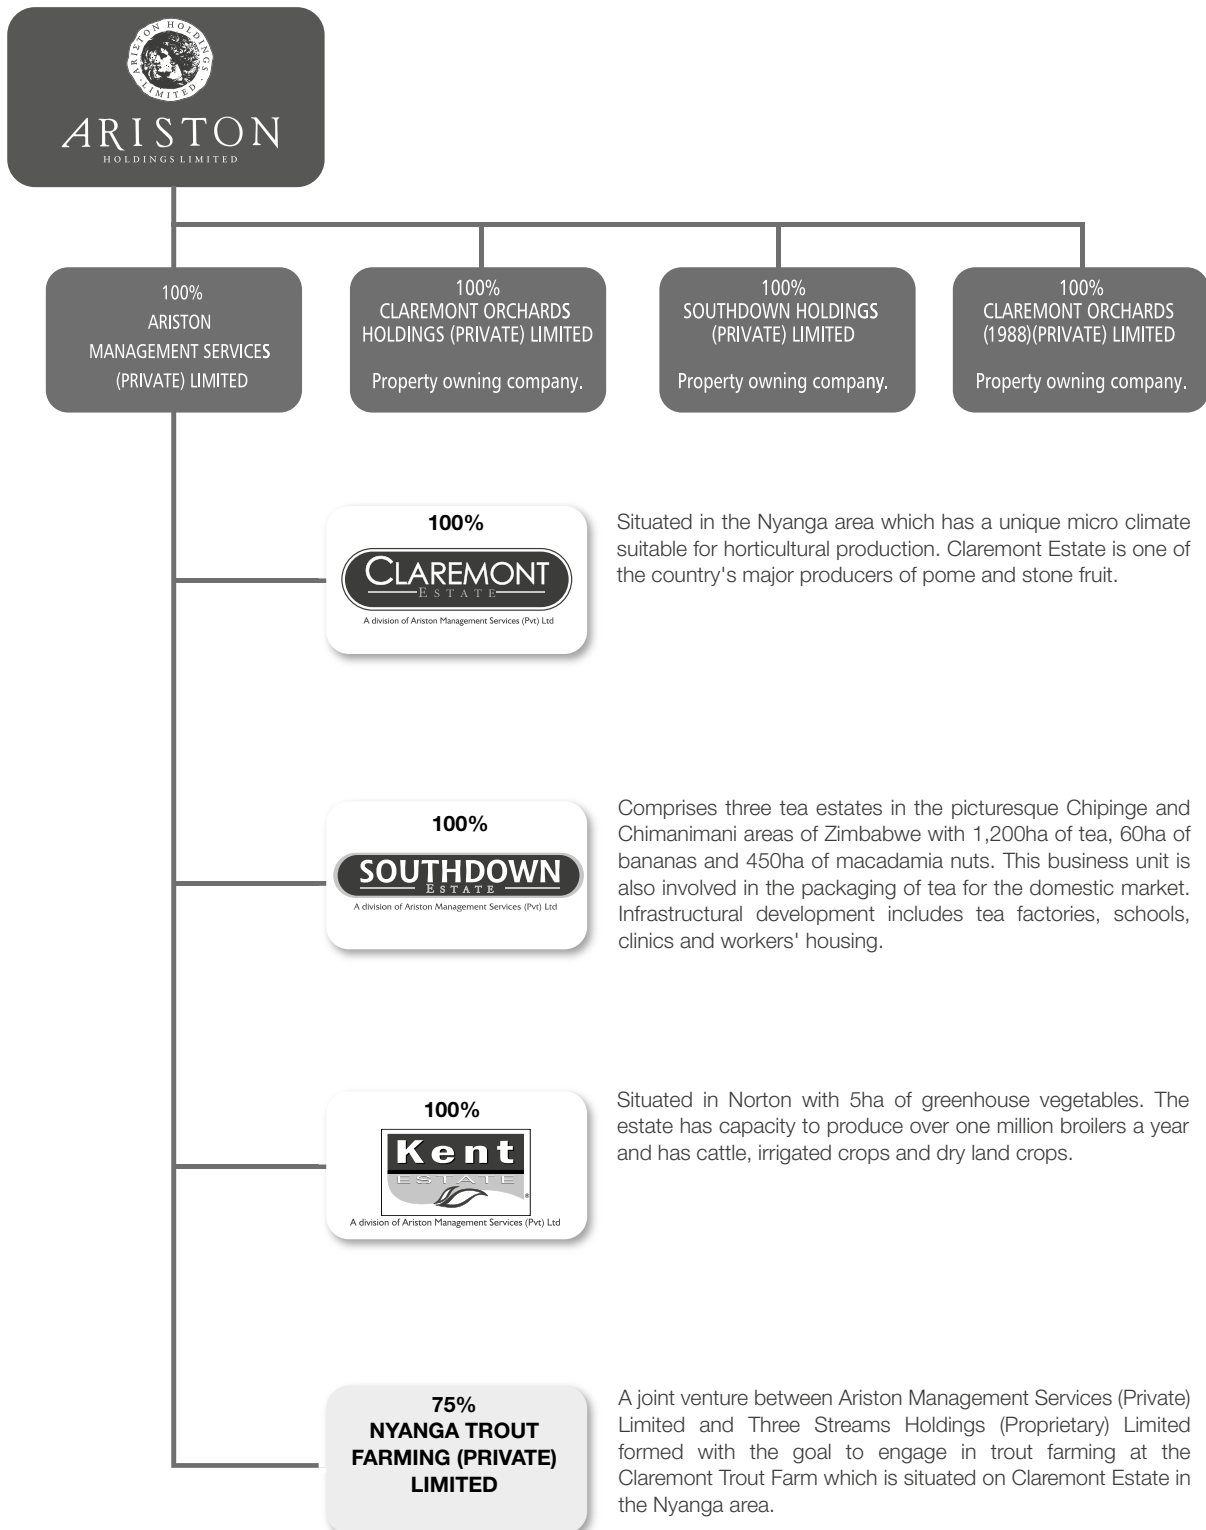 ARISTON HOLDINGS
LIMITED
ARISTON
HOLDINGS LIMITED
100%
ARISTON
MANAGEMENT SERVICES
(PRIVATE) LIMITED
100%
CLAREMONT ORCHARDS
HOLDINGS (PRIVATE) LIMITED
Property owning company.
100%
SOUTHDOWN HOLDINGS
(PRIVATE) LIMITED
Property owning company.
100%
CLAREMONT ORCHARDS
(1988)(PRIVATE) LIMITED
Property owning company.
100%
CLAREMONT
ESTATE
A division of Ariston Management Services (Pvt) Ltd
Situated in the Nyanga area which has a unique micro climate
suitable for horticultural production. Claremont Estate is one of
the country's major producers of pome and stone fruit.
100%
SOUTHDOWN
ESTATE
A division of Ariston Management Services (Pvt) Ltd
Comprises three tea estates in the picturesque Chipinge and
Chimanimani areas of Zimbabwe with 1,200ha of tea, 60ha of
bananas and 450ha of macadamia nuts. This business unit is
also involved in the packaging of tea for the domestic market.
Infrastructural development includes tea factories, schools,
clinics and workers' housing.
100%
Kent
ESTATE
A division of Ariston Management Services (Pvt) Ltd
Situated in Norton with 5ha of greenhouse vegetables. The
estate has capacity to produce over one million broilers a year
and has cattle, irrigated crops and dry land crops.
75%
NYANGA TROUT
FARMING (PRIVATE)
LIMITED
A joint venture between Ariston Management Services (Private)
Limited and Three Streams Holdings (Proprietary) Limited
formed with the goal to engage in trout farming at the
Claremont Trout Farm which is situated on Claremont Estate in
the Nyanga area.